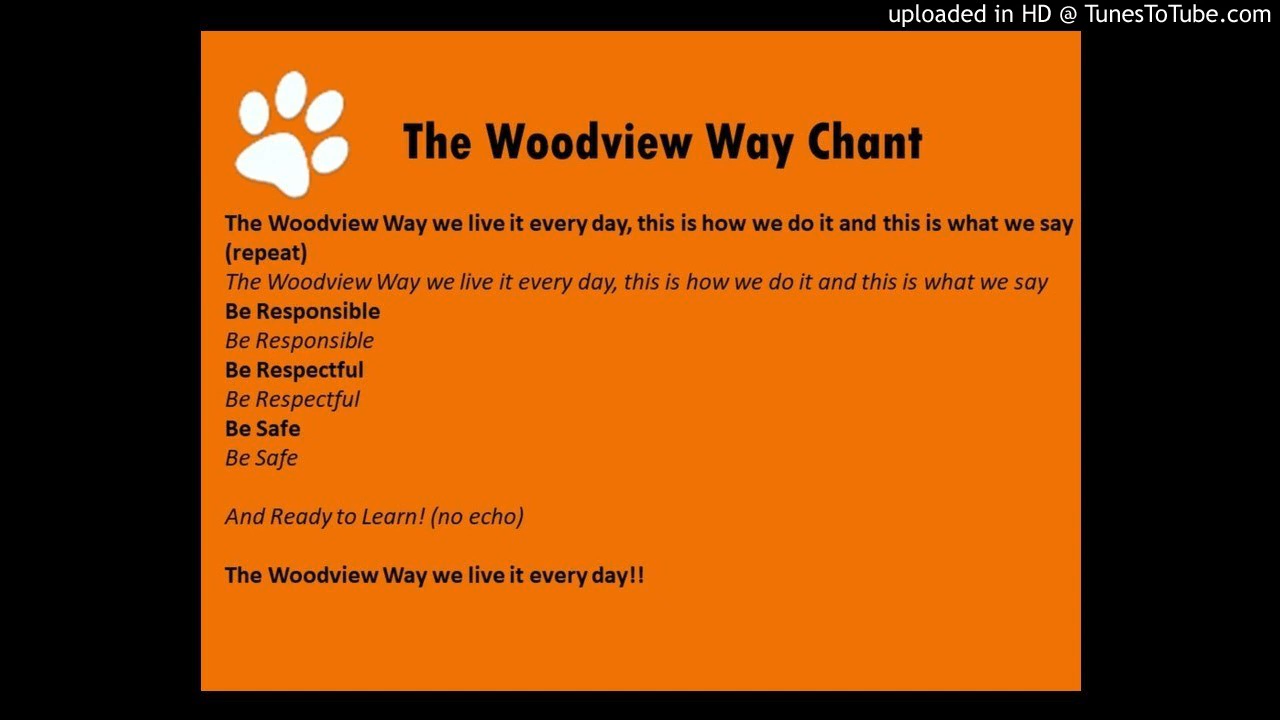 uploaded in HD @ TunesToTube.com
The Woodview Way Chant
The Woodview Way we live it every day, this is how we do it and this is what we say
(repeat)
The Woodview Way we live it every day, this is how we do it and this is what we say
Be Responsible
Be Responsible
Be Respectful
Be Respectful
Be Safe
Be Safe
And Ready to Learn! (no echo)
The Woodview Way we live it every day!!